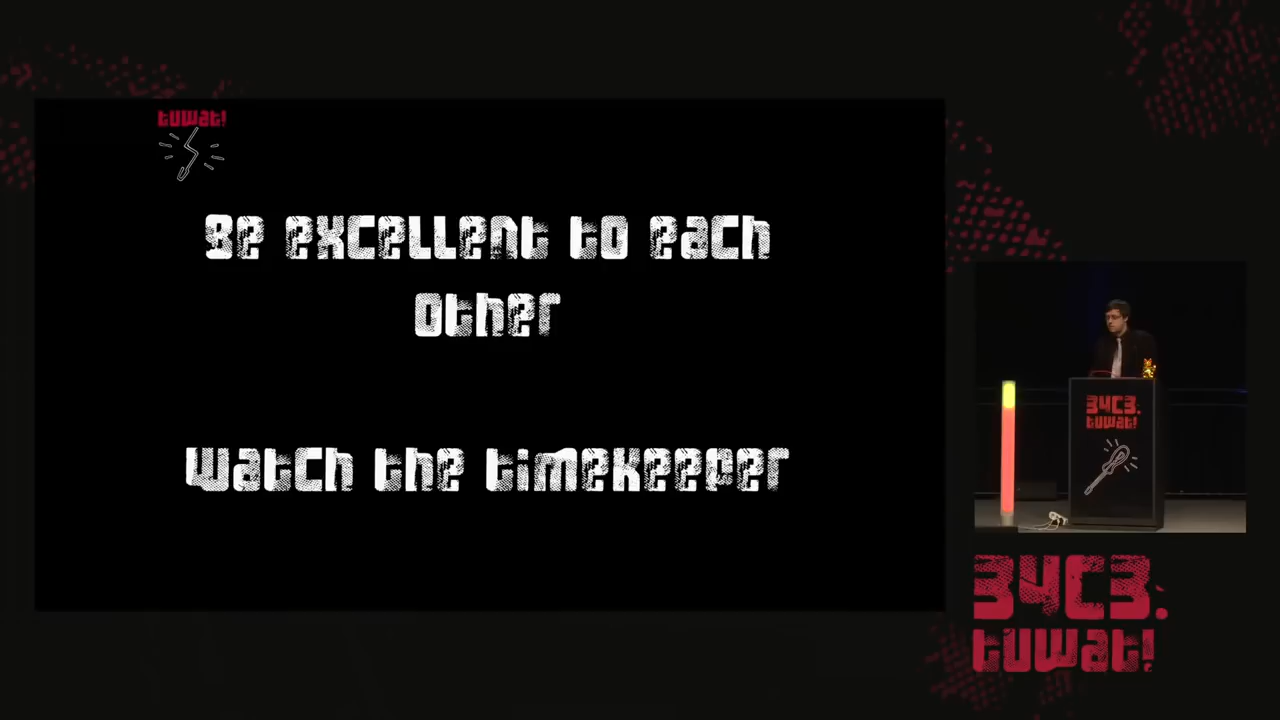 tuwat!
Be excellent to each
other
Watch the timekeeper
34C3.
tuwat!
34C3.
tuwat!